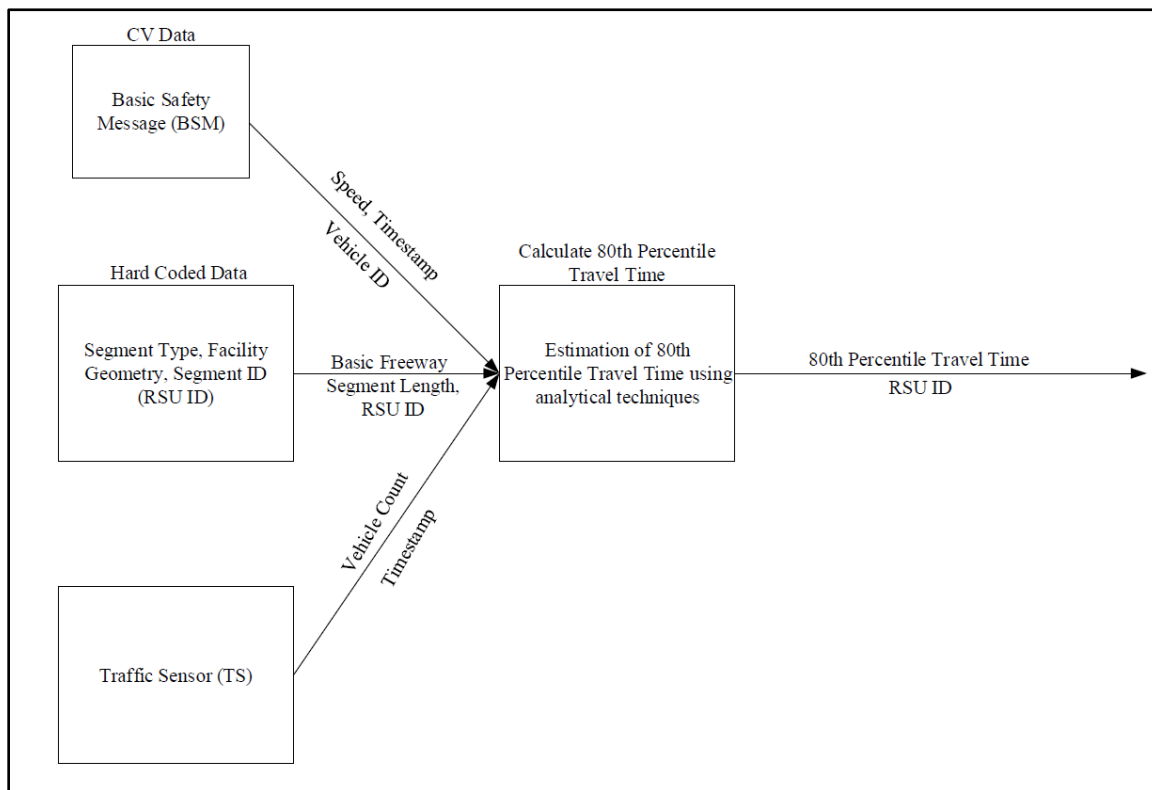 CV Data
Basic Safety
Message (BSM)
Speed, Timestamp
Vehicle ID
Hard Coded Data
Segment Type, Facility
Geometry, Segment ID
(RSU ID)
Basic Freeway
Segment Length,
RSU ID
Calculate 80th Percentile
Travel Time
Estimation of 80th
Percentile Travel Time using
analytical techniques
80th Percentile Travel Time
RSU ID
Vehicle Count
Timestamp
Traffic Sensor (TS)